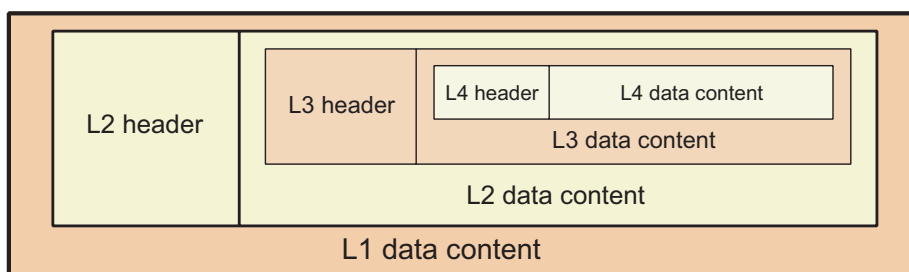 L2 header
L3 header
L4 header
L4 data content
L3 data content
L2 data content
L1 data content